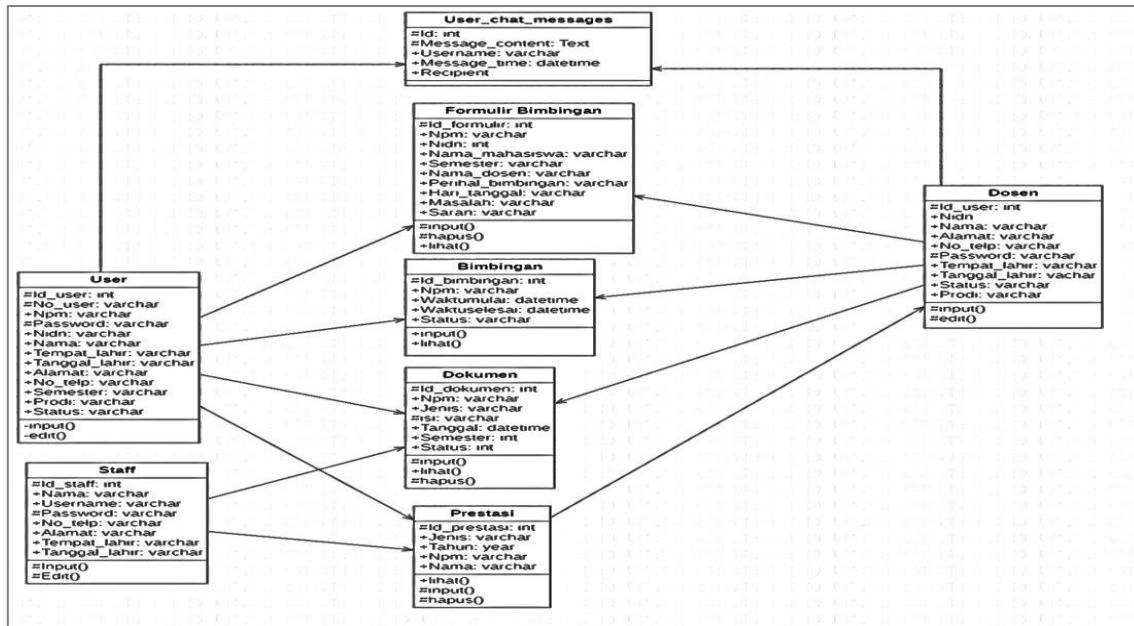 User_chat_messages
#Id: int
#Message_content: Text
+Username: varchar
+Message_time: datetime
+Recipient
Formulir Bimbingan
#Id_formulir: int
+Npm: varchar
+Nidn: int
+Nama_mahasiswa: varchar
+Semester: varchar
+Nama_dosen: varchar
+Perihal_bimbingan: varchar
+Hari_tanggal: varchar
+Masalah: varchar
+Saran: varchar
#input()
#hapus()
+lihat()
Dosen
#Id_user: int
+Nidn
+Nama: varchar
+Alamat: varchar
+No_telp: varchar
#Password: varchar
+Tempat_lahir: varchar
+Tanggal_lahir: varchar
+Status: varchar
+Prodi: varchar
#input()
#edit()
User
#Id_user: int
#No_user: varchar
+Npm: varchar
#Password: varchar
+Nidn: varchar
+Nama: varchar
+Tempat_lahir: varchar
+Tanggal_lahir: varchar
+Alamat: varchar
+No_telp: varchar
+Semester: varchar
+Prodi: varchar
+Status: varchar
-input()
-edit()
Bimbingan
#Id_bimbingan: int
+Npm: varchar
+Waktumulai: datetime
+Waktuselesai: datetime
+Status: varchar
+input()
+lihat()
Dokumen
#Id_dokumen: int
+Npm: varchar
+Jenis: varchar
#isi: varchar
+Tanggal: datetime
+Semester: int
+Status: int
#input()
+lihat()
#hapus()
Staff
#Id_staff: int
+Nama: varchar
+Username: varchar
#Password: varchar
+No_telp: varchar
+Alamat: varchar
+Tempat_lahir: varchar
+Tanggal_lahir: varchar
#Input()
#Edit()
Prestasi
#Id_prestasi: int
+Jenis: varchar
+Tahun: year
+Npm: varchar
+Nama: varchar
+lihat()
#input()
#hapus()